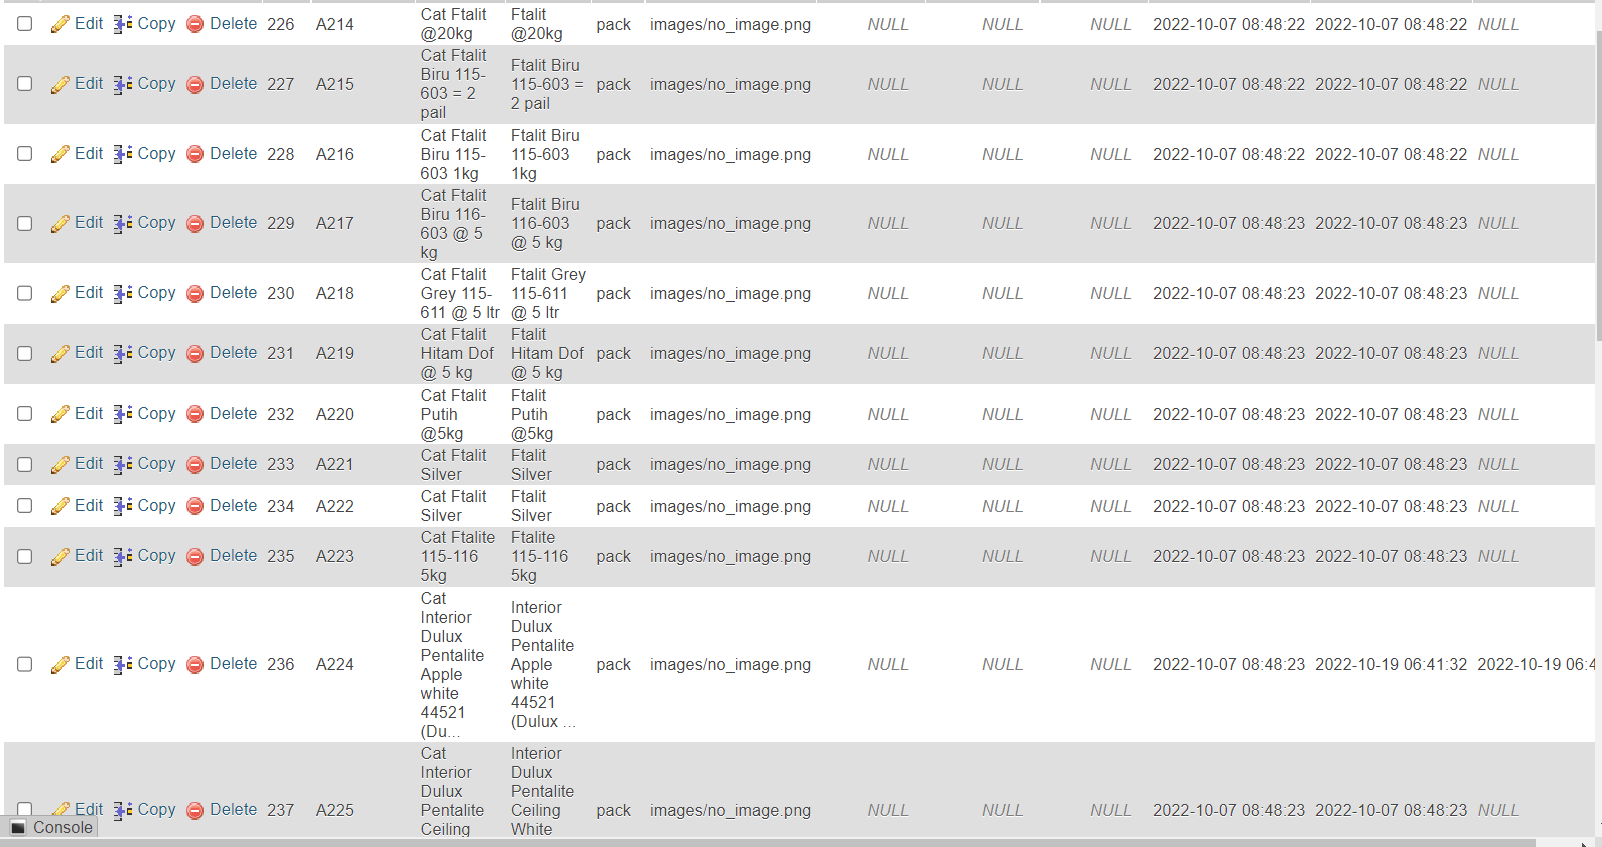 Edit Copy Delete 226 A214 Cat Ftalit @20kg Ftalit @20kg pack images/no_image.png NULL NULL NULL 2022-10-07 08:48:22 2022-10-07 08:48:22 NULL
Edit Copy Delete 227 A215 Cat Ftalit Biru 115-603 = 2 pail Ftalit Biru 115-603 = 2 pail pack images/no_image.png NULL NULL NULL 2022-10-07 08:48:22 2022-10-07 08:48:22 NULL
Edit Copy Delete 228 A216 Cat Ftalit Biru 115-603 1kg Ftalit Biru 115-603 1kg pack images/no_image.png NULL NULL NULL 2022-10-07 08:48:22 2022-10-07 08:48:22 NULL
Edit Copy Delete 229 A217 Cat Ftalit Biru 116-603 @ 5 kg Ftalit Biru 116-603 @ 5 kg pack images/no_image.png NULL NULL NULL 2022-10-07 08:48:23 2022-10-07 08:48:23 NULL
Edit Copy Delete 230 A218 Cat Ftalit Grey 115-611 @ 5 ltr Ftalit Grey 115-611 @ 5 ltr pack images/no_image.png NULL NULL NULL 2022-10-07 08:48:23 2022-10-07 08:48:23 NULL
Edit Copy Delete 231 A219 Cat Ftalit Hitam Dof @ 5 kg Ftalit Hitam Dof @ 5 kg pack images/no_image.png NULL NULL NULL 2022-10-07 08:48:23 2022-10-07 08:48:23 NULL
Edit Copy Delete 232 A220 Cat Ftalit Putih @5kg Ftalit Putih @5kg pack images/no_image.png NULL NULL NULL 2022-10-07 08:48:23 2022-10-07 08:48:23 NULL
Edit Copy Delete 233 A221 Cat Ftalit Silver Ftalit Silver pack images/no_image.png NULL NULL NULL 2022-10-07 08:48:23 2022-10-07 08:48:23 NULL
Edit Copy Delete 234 A222 Cat Ftalit Silver Ftalit Silver pack images/no_image.png NULL NULL NULL 2022-10-07 08:48:23 2022-10-07 08:48:23 NULL
Edit Copy Delete 235 A223 Cat Ftalite 115-116 5kg Ftalite 115-116 5kg pack images/no_image.png NULL NULL NULL 2022-10-07 08:48:23 2022-10-07 08:48:23 NULL
Edit Copy Delete 236 A224 Cat Interior Dulux Pentalite Apple white 44521 (Du... Interior Dulux Pentalite Apple white 44521 (Dulux ... pack images/no_image.png NULL NULL NULL 2022-10-07 08:48:23 2022-10-19 06:41:32 2022-10-19 06:4
Edit Copy Delete 237 A225 Cat Interior Dulux Pentalite Ceiling Interior Dulux Pentalite Ceiling White pack images/no_image.png NULL NULL NULL 2022-10-07 08:48:23 2022-10-07 08:48:23 NULL
Console